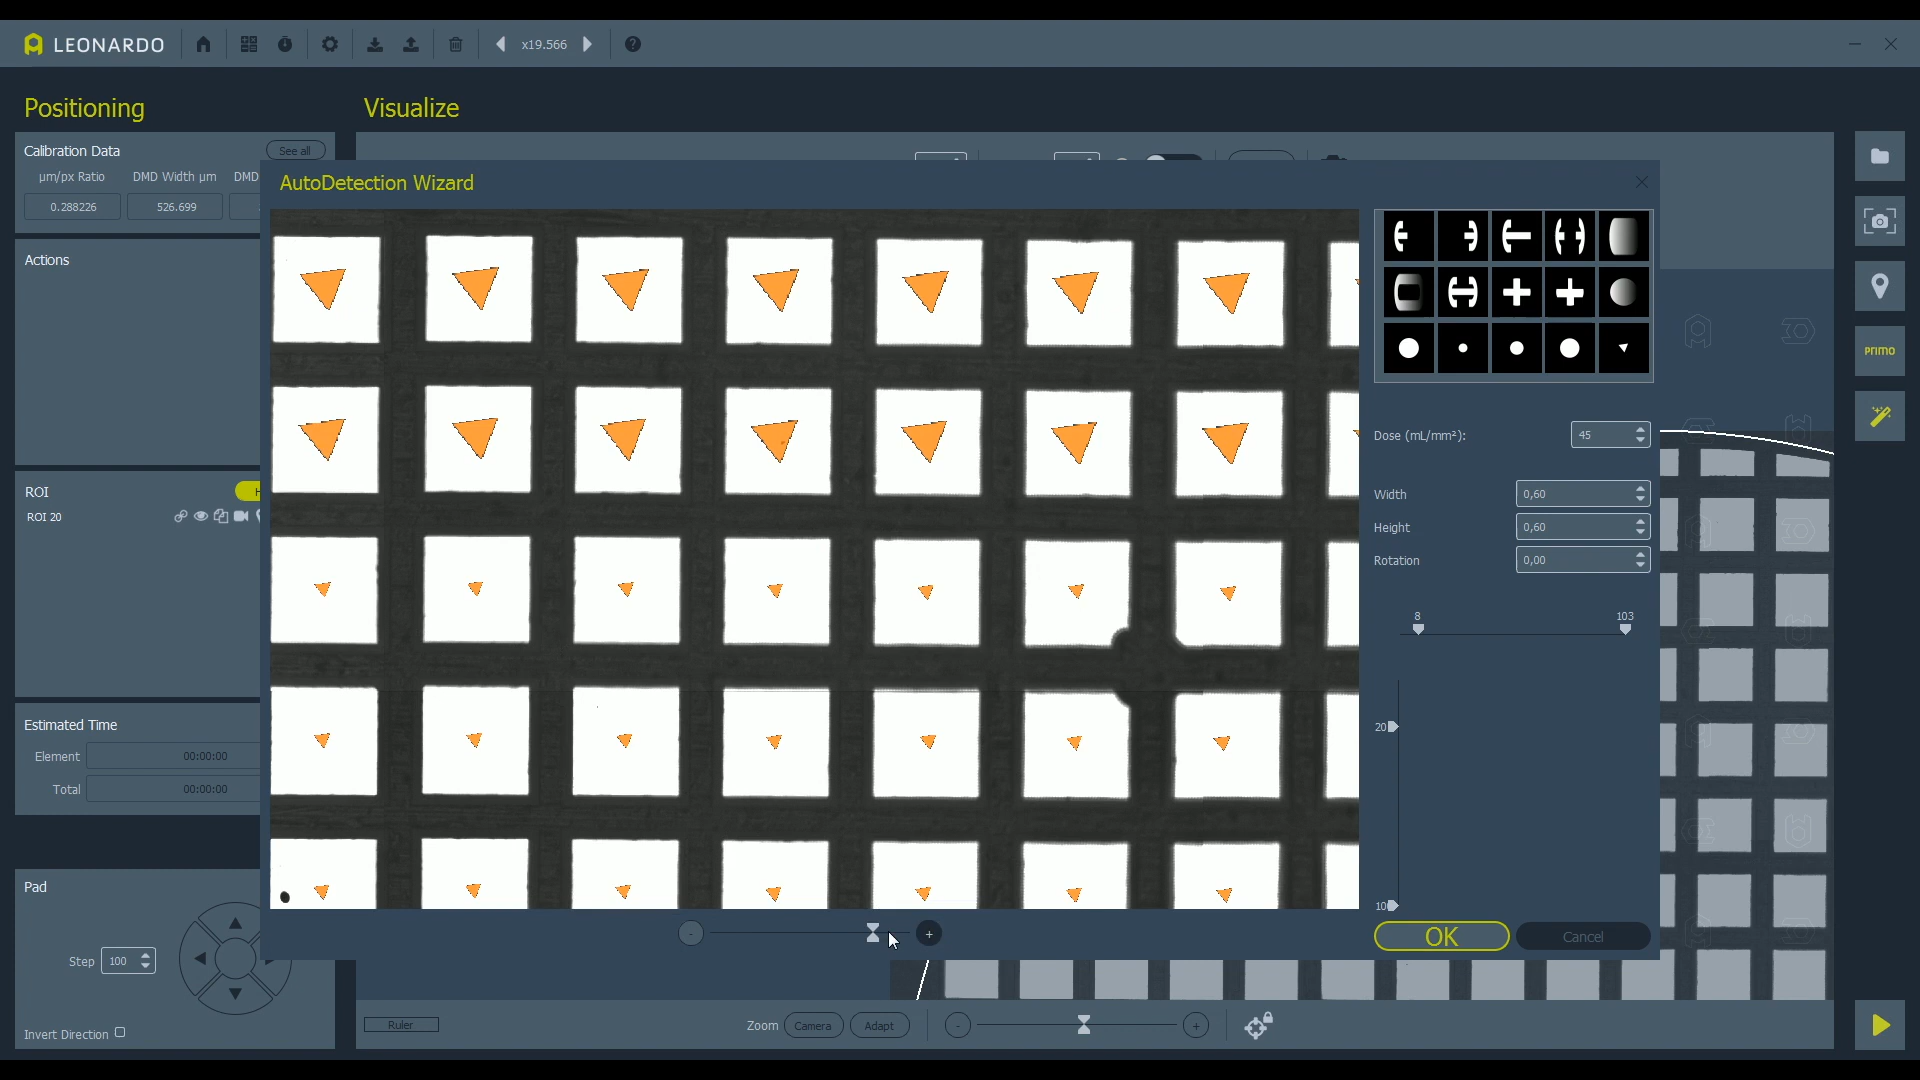 LEONARDO
x19.566
Positioning
Visualize
Calibration Data
See all
µm/px Ratio
DMD Width µm
DMD
0.288226
526.699
AutoDetection Wizard
Actions
PRIMO
Dose (mL/mm²):
45
ROI
H
ROI 20
Width
0,60
Height
0,60
Rotation
0,00
8
103
Estimated Time
20
Element
00:00:00
Total
00:00:00
Pad
10
OK
Cancel
-
+
Step
100
Invert Direction
Ruler
Zoom
Camera
Adapt
-
+